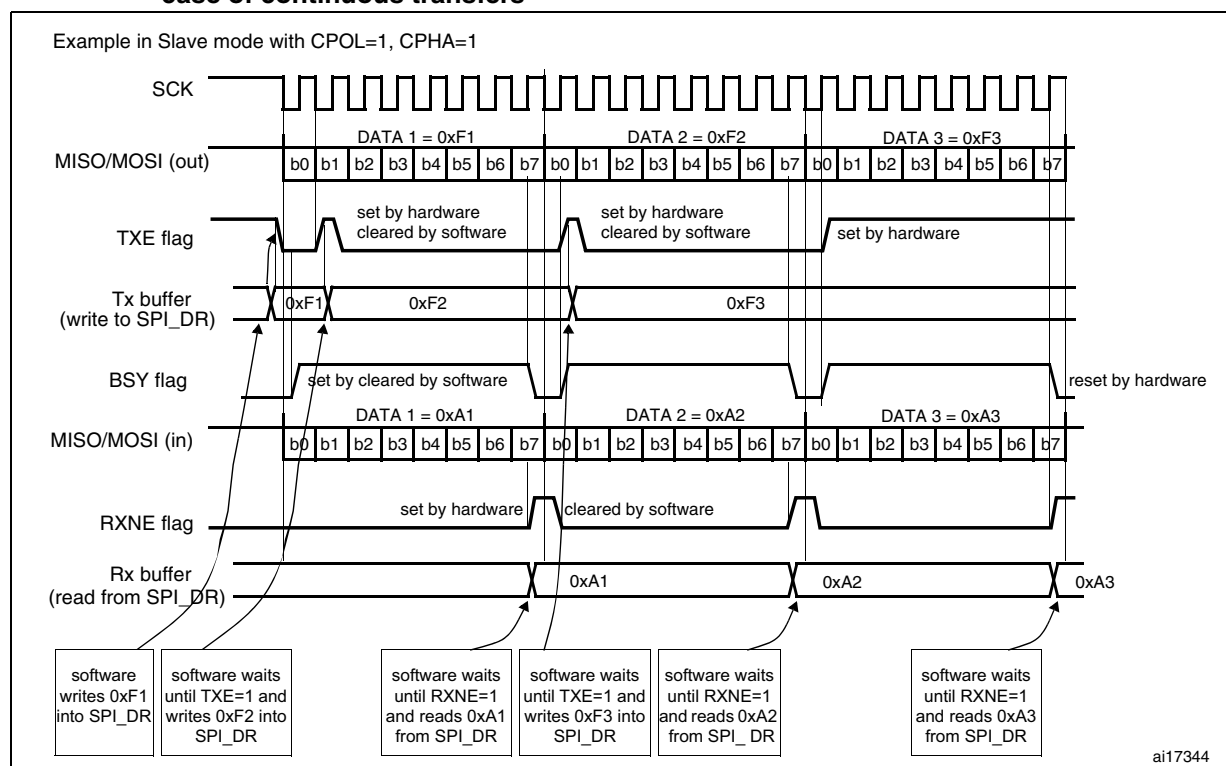 case of continuous transfers
Example in Slave mode with CPOL=1, CPHA=1
SCK
DATA 1 = 0xF1
DATA 2 = 0xF2
DATA 3 = 0xF3
MISO/MOSI (out)
b0 b1 b2 b3 b4 b5 b6 b7 b0 b1 b2 b3 b4 b5 b6 b7 b0 b1 b2 b3 b4 b5 b6 b7
TXE flag
set by hardware
cleared by software
set by hardware
cleared by software
set by hardware
Tx buffer
(write to SPI_DR)
0xF1
0xF2
0xF3
BSY flag
set by cleared by software
reset by hardware
DATA 1 = 0xA1
DATA 2 = 0xA2
DATA 3 = 0xA3
MISO/MOSI (in)
b0 b1 b2 b3 b4 b5 b6 b7 b0 b1 b2 b3 b4 b5 b6 b7 b0 b1 b2 b3 b4 b5 b6 b7
RXNE flag
set by hardware
cleared by software
Rx buffer
(read from SPI_DR)
0xA1
0xA2
0xA3
software
writes 0xF1
into SPI_DR
software waits
until TXE=1 and
writes 0xF2 into
SPI_DR
software waits
until RXNE=1
and reads 0xA1
from SPI_DR
software waits
until TXE=1 and
writes 0xF3 into
SPI_DR
software waits
until RXNE=1
and reads 0xA2
from SPI_ DR
software waits
until RXNE=1
and reads 0xA3
from SPI_DR
ai17344